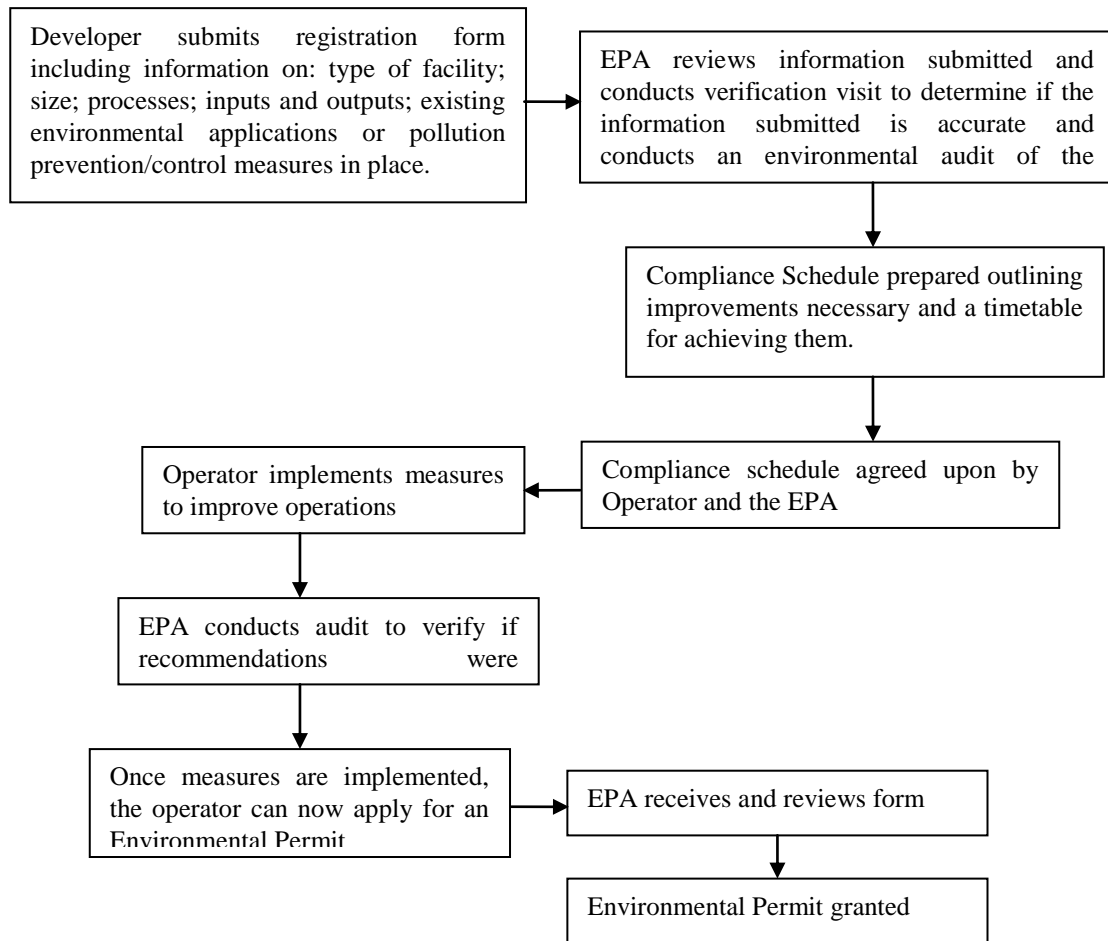 Developer submits registration form
including information on: type of facility;
size; processes; inputs and outputs; existing
environmental applications or pollution
prevention/control measures in place.
EPA reviews information submitted and
conducts verification visit to determine if the
information submitted is accurate and
conducts an environmental audit of the
Compliance Schedule prepared outlining
improvements necessary and a timetable
for achieving them.
Compliance schedule agreed upon by
Operator and the EPA
Operator implements measures
to improve operations
EPA conducts audit to verify if
recommendations were
Once measures are implemented,
the operator can now apply for an
Environmental Permit
EPA receives and reviews form
Environmental Permit granted